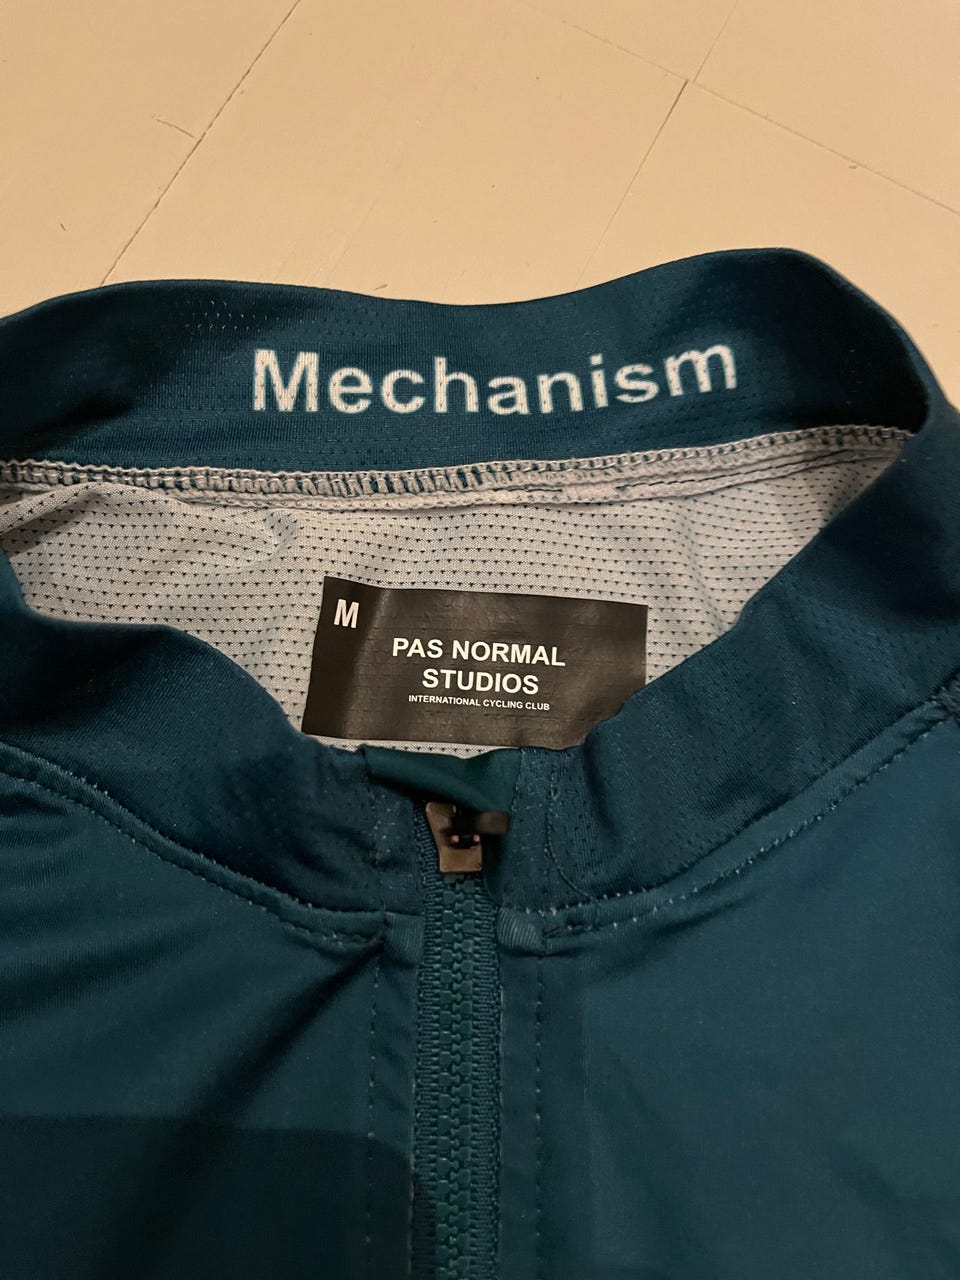 Mechanism
M
PAS NORMAL
STUDIOS
INTERNATIONAL CYCLING CLUB